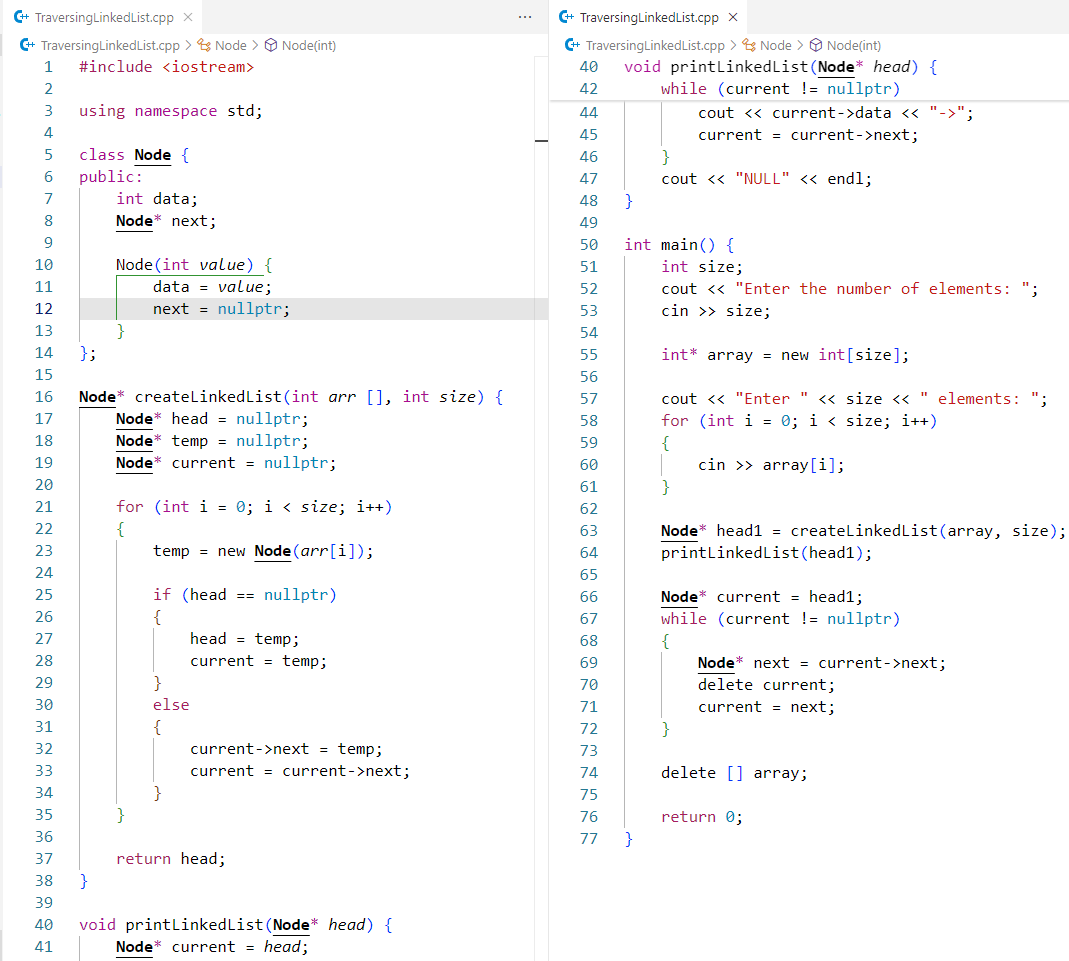 TraversingLinkedList.cpp ×
TraversingLinkedList.cpp > Node > Node(int)
1 #include <iostream>
2
3 using namespace std;
4
5 class Node {
6 public:
7     int data;
8     Node* next;
9
10     Node(int value) {
11         data = value;
12         next = nullptr;
13     }
14 };
15
16 Node* createLinkedList(int arr [], int size) {
17     Node* head = nullptr;
18     Node* temp = nullptr;
19     Node* current = nullptr;
20
21     for (int i = 0; i < size; i++)
22     {
23         temp = new Node(arr[i]);
24
25         if (head == nullptr)
26         {
27             head = temp;
28             current = temp;
29         }
30         else
31         {
32             current->next = temp;
33             current = current->next;
34         }
35     }
36
37     return head;
38 }
39
40 void printLinkedList(Node* head) {
41     Node* current = head;
TraversingLinkedList.cpp ×
TraversingLinkedList.cpp > Node > Node(int)
40 void printLinkedList(Node* head) {
42     while (current != nullptr)
44         cout << current->data << "->";
45         current = current->next;
46     }
47     cout << "NULL" << endl;
48 }
49
50 int main() {
51     int size;
52     cout << "Enter the number of elements: ";
53     cin >> size;
54
55     int* array = new int[size];
56
57     cout << "Enter " << size << " elements: ";
58     for (int i = 0; i < size; i++)
59     {
60         cin >> array[i];
61     }
62
63     Node* head1 = createLinkedList(array, size);
64     printLinkedList(head1);
65
66     Node* current = head1;
67     while (current != nullptr)
68     {
69         Node* next = current->next;
70         delete current;
71         current = next;
72     }
73
74     delete [] array;
75
76     return 0;
77 }